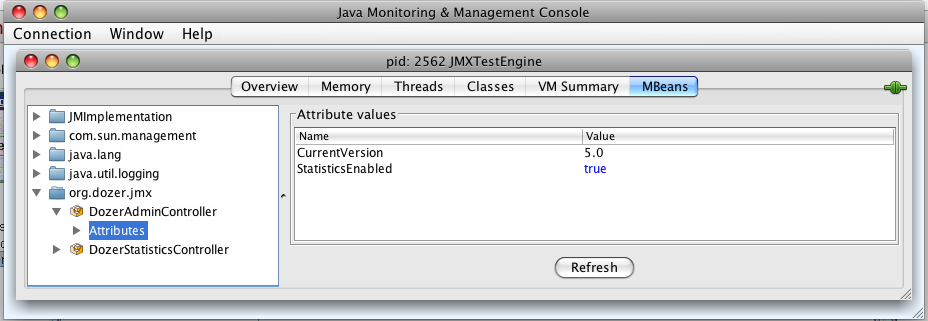 Java Monitoring & Management Console
Connection Window Help
pid: 2562 JMXTestEngine
Overview Memory Threads Classes VM Summary MBeans
JMImplementation
com.sun.management
java.lang
java.util.logging
org.dozer.jmx
DozerAdminController
Attributes
DozerStatisticsController
Attribute values
Name Value
CurrentVersion 5.0
StatisticsEnabled true
Refresh